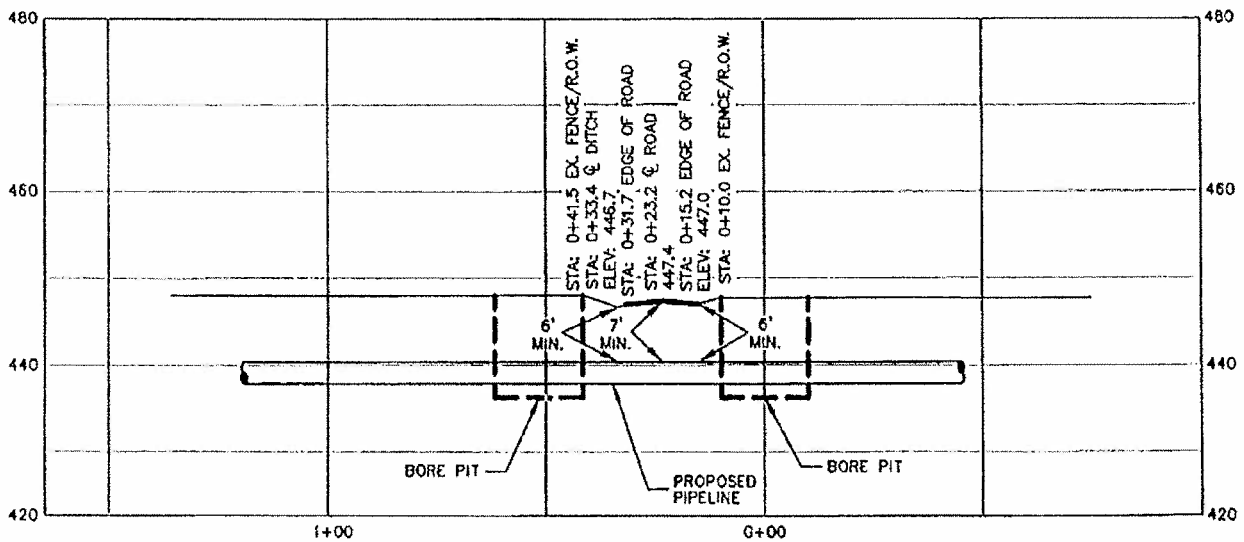 480
480
STA: 0+41.5 EX. FENCE/R.O.W.
STA: 0+33.4 ℄ DITCH
ELEV: 446.7'
STA: 0+31.7' EDGE OF ROAD
STA: 0+23.2 ℄ ROAD
447.4
STA: 0+15.2 EDGE OF ROAD
ELEV: 447.0'
STA: 0+10.0 EX. FENCE/R.O.W.
460
460
6'
MIN.
7'
MIN.
6'
MIN.
440
440
BORE PIT
PROPOSED
PIPELINE
BORE PIT
420
420
1+00
0+00